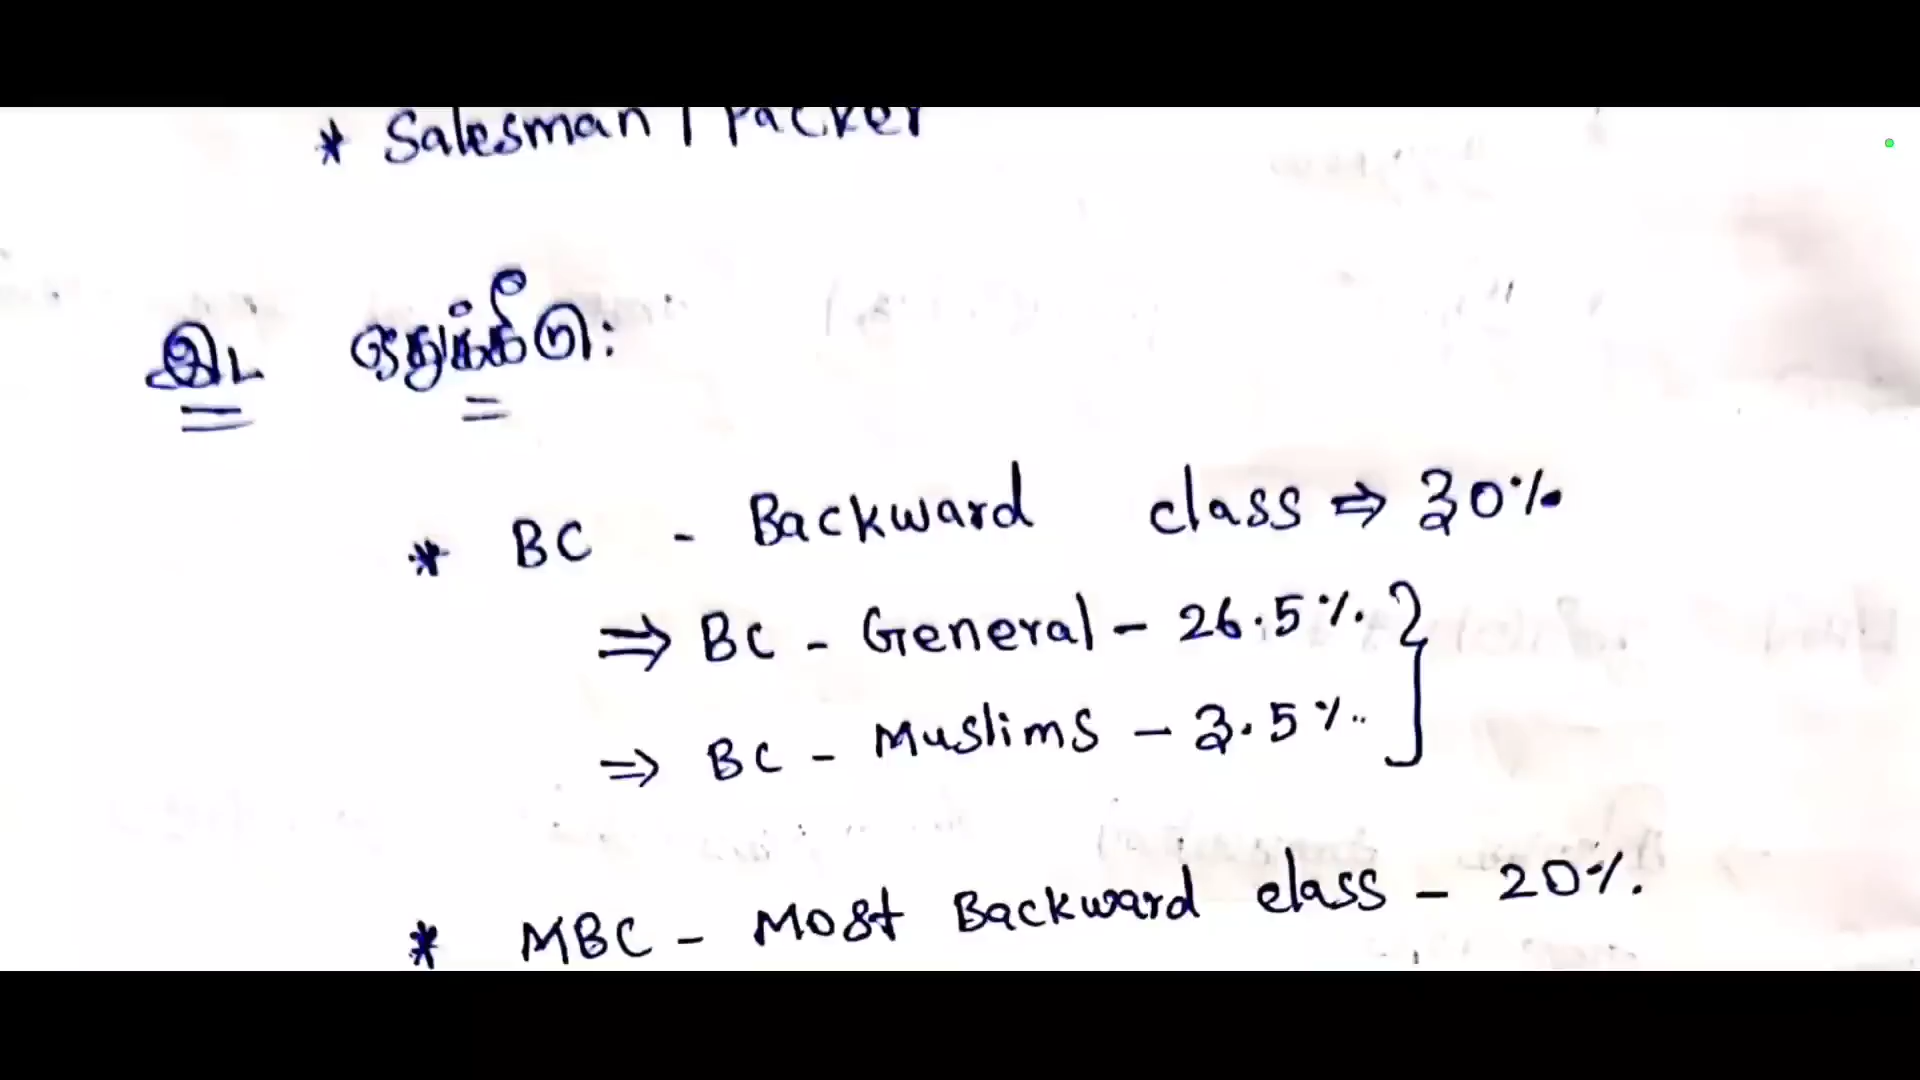 * Salesman | Packer
இட ஒதுக்கீடு:
* BC - Backward class ⇒ 30%
⇒ BC - General - 26.5% }
⇒ BC - Muslims - 3.5%
* MBC - Most Backward class - 20%